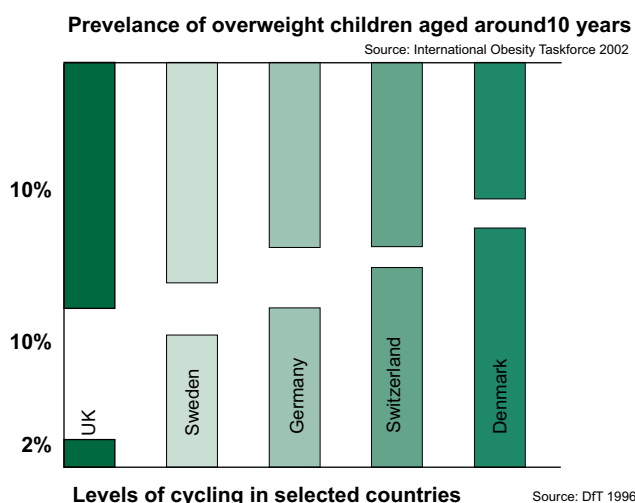 Prevelance of overweight children aged around10 years
Source: International Obesity Taskforce 2002
10%
10%
2%
UK
Sweden
Germany
Switzerland
Denmark
Levels of cycling in selected countries
Source: DfT 1996